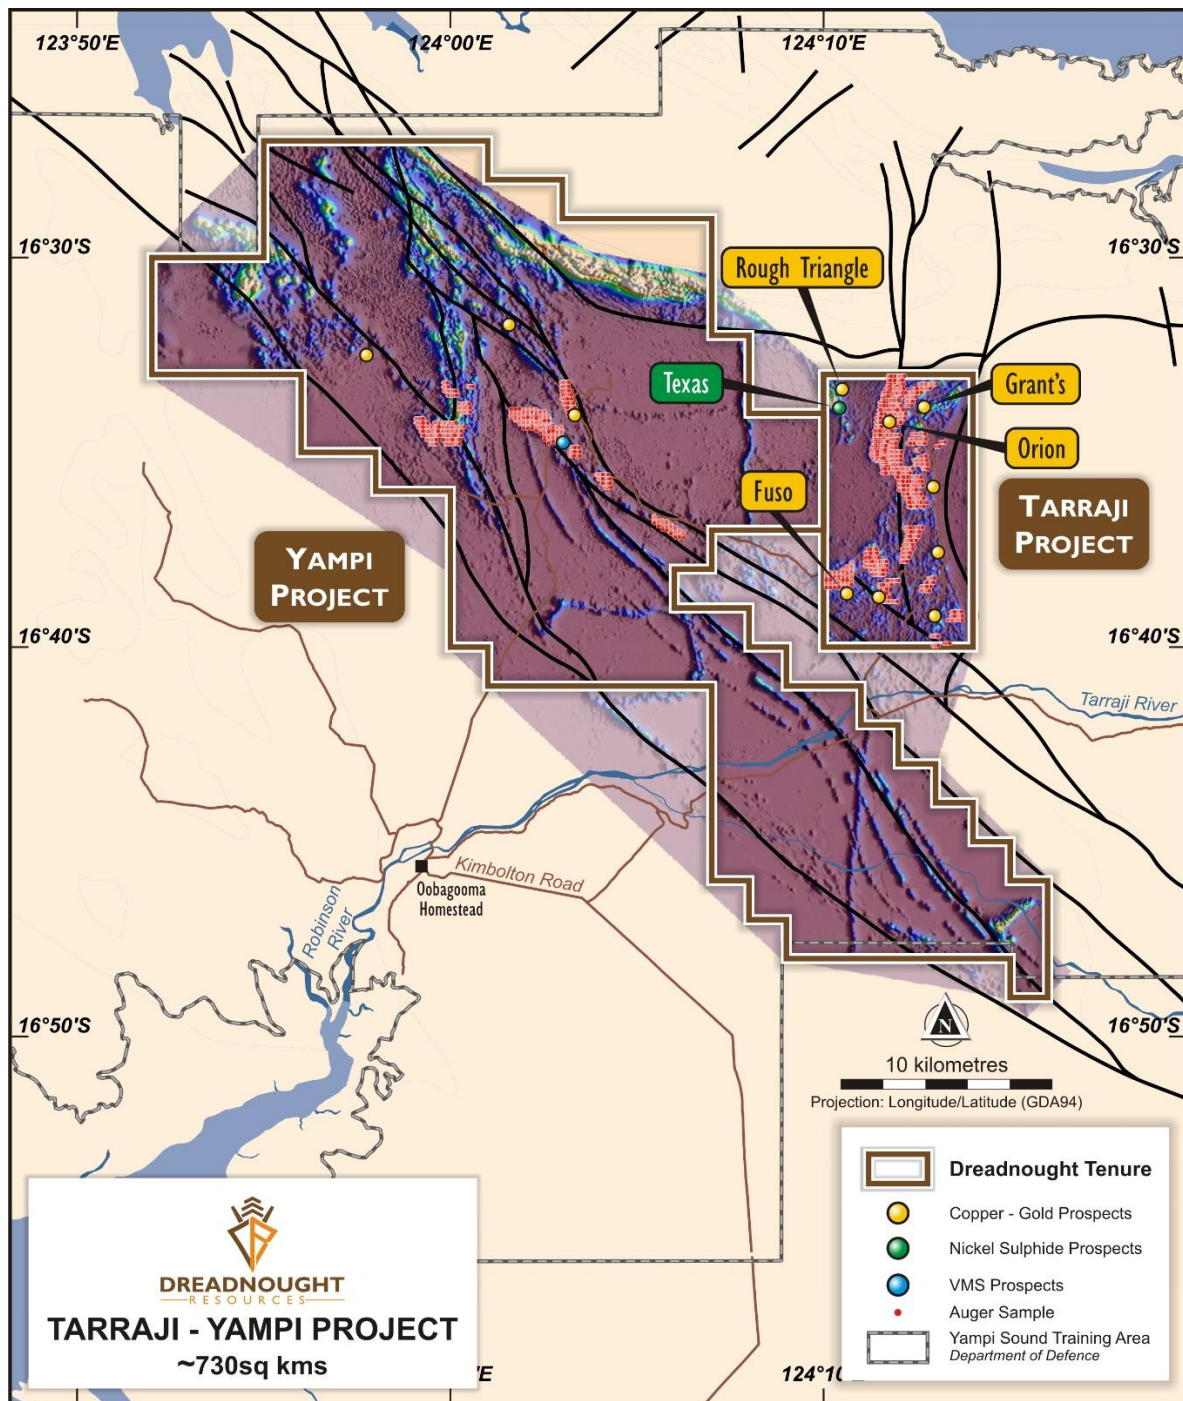 123°50'E
124°00'E
124°10'E
16°30'S
16°30'S
Rough Triangle
Texas
Grant's
Orion
Fuso
TARRAJI
PROJECT
YAMPI
PROJECT
16°40'S
16°40'S
Tarraji River
Kimbolton Road
Oobagooma
Homestead
Robinson
River
16°50'S
16°50'S
N
10 kilometres
Projection: Longitude/Latitude (GDA94)
Dreadnought Tenure
Copper - Gold Prospects
Nickel Sulphide Prospects
VMS Prospects
Auger Sample
Yampi Sound Training Area
Department of Defence
DREADNOUGHT
RESOURCES
TARRAJI - YAMPI PROJECT
~730sq kms
'E
124°10'E